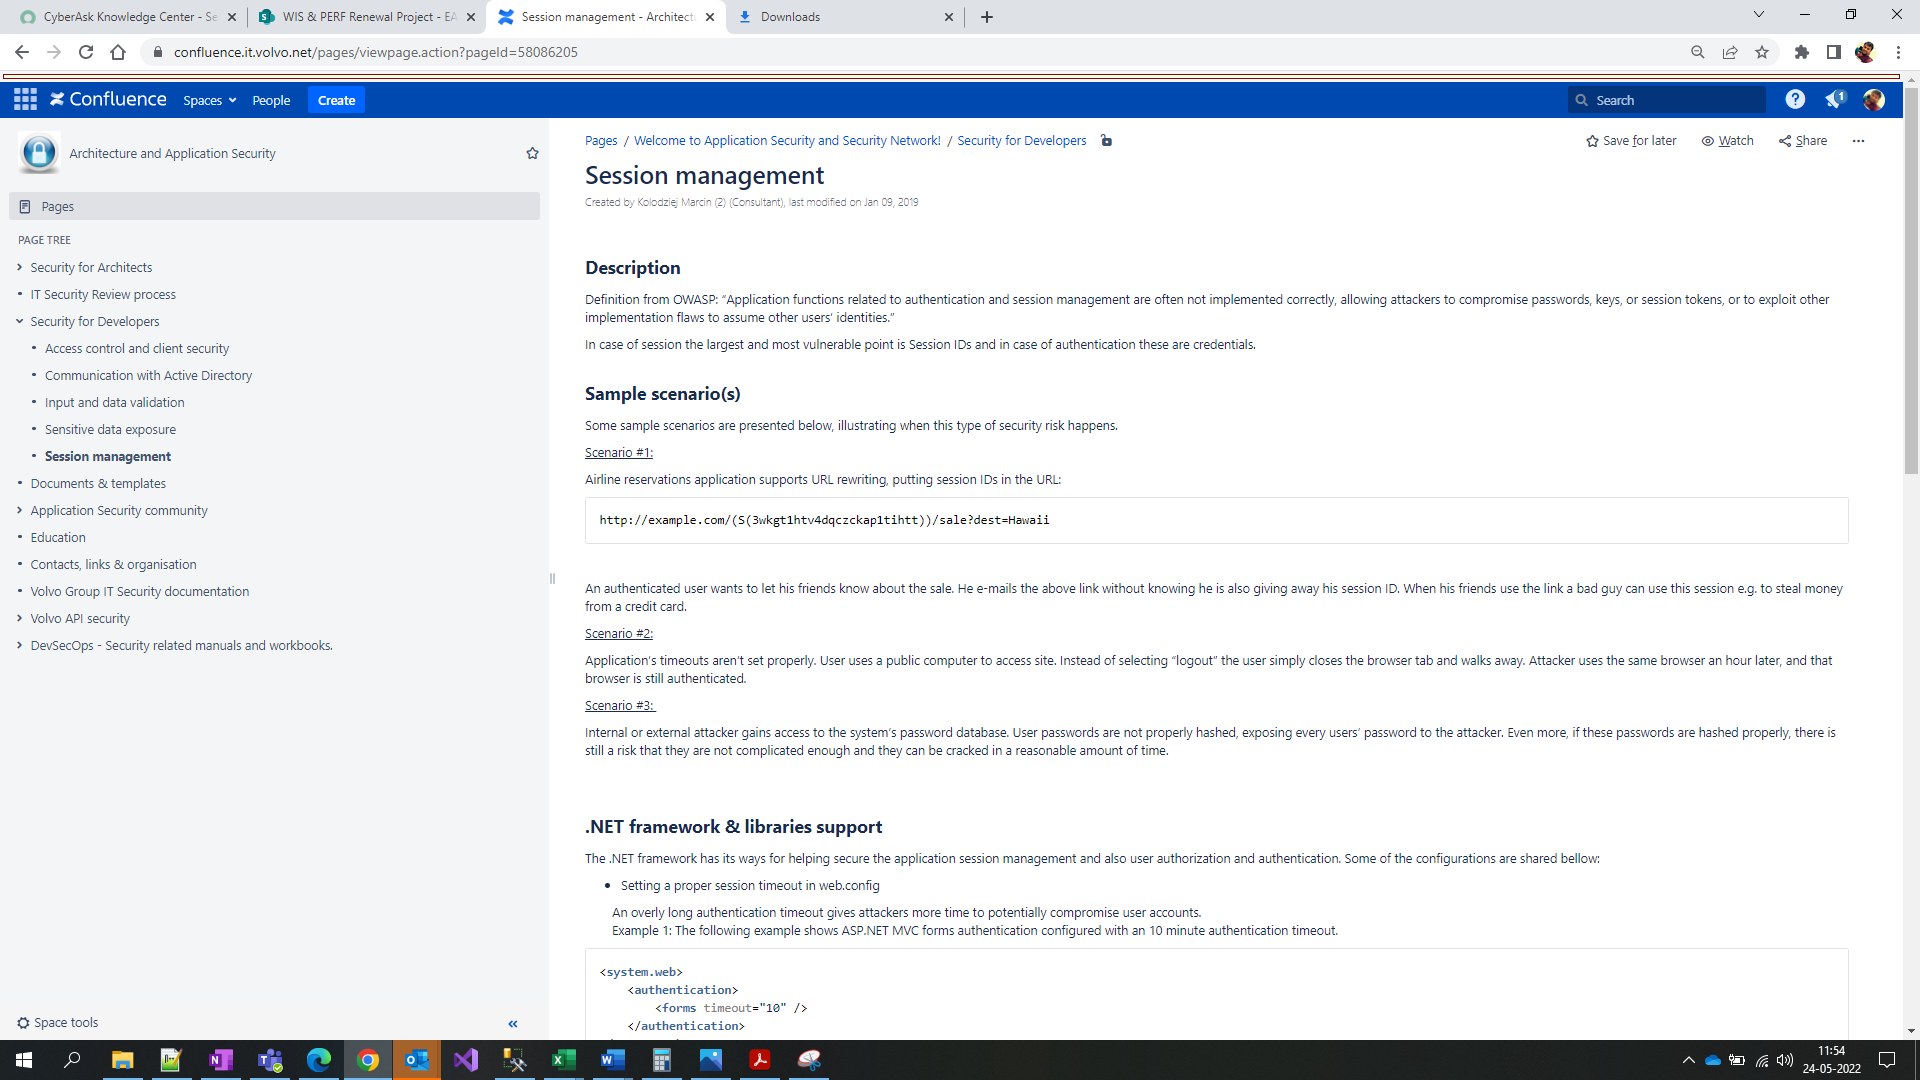 CyberAsk Knowledge Center - Se
WIS & PERF Renewal Project - EA
Session management - Architectu
Downloads
confluence.it.volvo.net/pages/viewpage.action?pageId=58086205
Confluence Spaces People Create Search 1
Architecture and Application Security
Pages
PAGE TREE
Security for Architects
IT Security Review process
Security for Developers
Access control and client security
Communication with Active Directory
Input and data validation
Sensitive data exposure
Session management
Documents & templates
Application Security community
Education
Contacts, links & organisation
Volvo Group IT Security documentation
Volvo API security
DevSecOps - Security related manuals and workbooks.
Space tools
Pages / Welcome to Application Security and Security Network! / Security for Developers
Save for later Watch Share
Session management
Created by Kolodziej Marcin (2) (Consultant), last modified on Jan 09, 2019
Description
Definition from OWASP: “Application functions related to authentication and session management are often not implemented correctly, allowing attackers to compromise passwords, keys, or session tokens, or to exploit other
implementation flaws to assume other users’ identities.”
In case of session the largest and most vulnerable point is Session IDs and in case of authentication these are credentials.
Sample scenario(s)
Some sample scenarios are presented below, illustrating when this type of security risk happens.
Scenario #1:
Airline reservations application supports URL rewriting, putting session IDs in the URL:
http://example.com/(S(3wkgt1htv4dqczckap1tihtt))/sale?dest=Hawaii
An authenticated user wants to let his friends know about the sale. He e-mails the above link without knowing he is also giving away his session ID. When his friends use the link a bad guy can use this session e.g. to steal money
from a credit card.
Scenario #2:
Application’s timeouts aren’t set properly. User uses a public computer to access site. Instead of selecting “logout” the user simply closes the browser tab and walks away. Attacker uses the same browser an hour later, and that
browser is still authenticated.
Scenario #3:
Internal or external attacker gains access to the system’s password database. User passwords are not properly hashed, exposing every users’ password to the attacker. Even more, if these passwords are hashed properly, there is
still a risk that they are not complicated enough and they can be cracked in a reasonable amount of time.
.NET framework & libraries support
The .NET framework has its ways for helping secure the application session management and also user authorization and authentication. Some of the configurations are shared bellow:
Setting a proper session timeout in web.config
An overly long authentication timeout gives attackers more time to potentially compromise user accounts.
Example 1: The following example shows ASP.NET MVC forms authentication configured with an 10 minute authentication timeout.
<system.web>
<authentication>
<forms timeout="10" />
</authentication>
11:54
24-05-2022